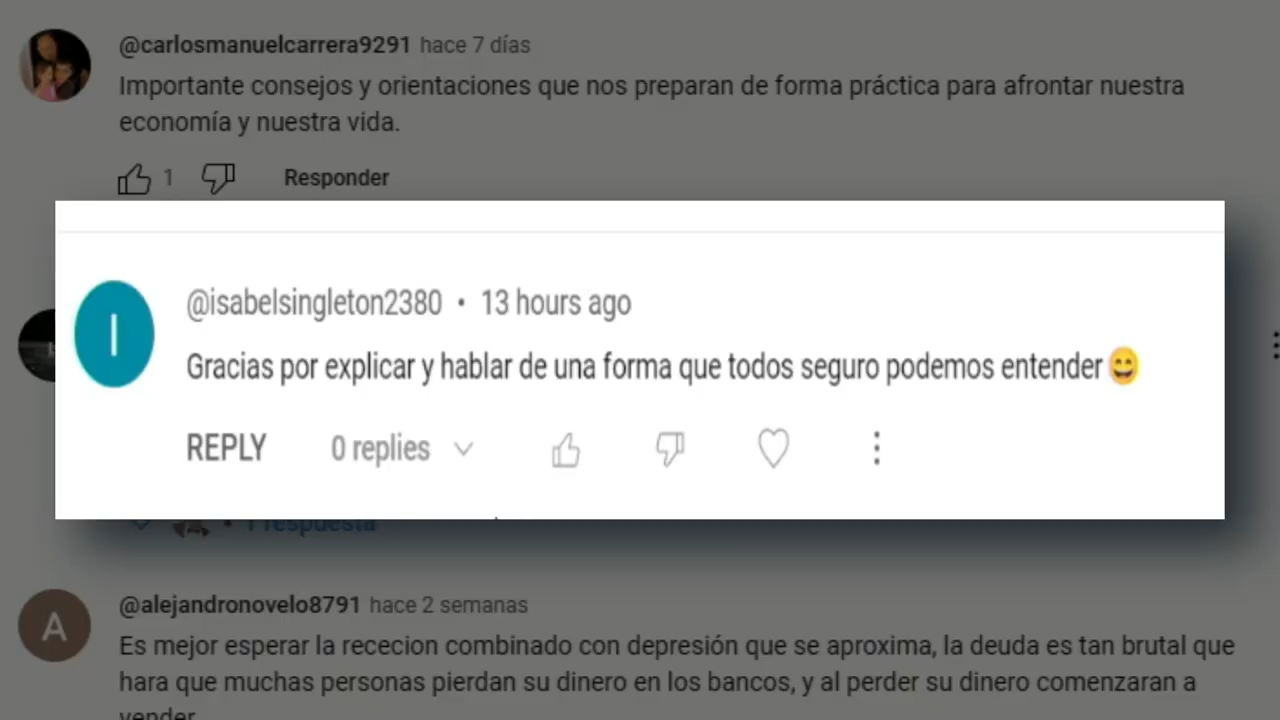 @carlosmanuelcarrera9291 hace 7 días
Importante consejos y orientaciones que nos preparan de forma práctica para afrontar nuestra
economía y nuestra vida.
1 Responder
I
@isabelsingleton2380 • 13 hours ago
Gracias por explicar y hablar de una forma que todos seguro podemos entender😄
REPLY 0 replies
• 1 respuesta
A
@alejandronovelo8791 hace 2 semanas
Es mejor esperar la rececion combinado con depresión que se aproxima, la deuda es tan brutal que
hara que muchas personas pierdan su dinero en los bancos, y al perder su dinero comenzaran a
vender